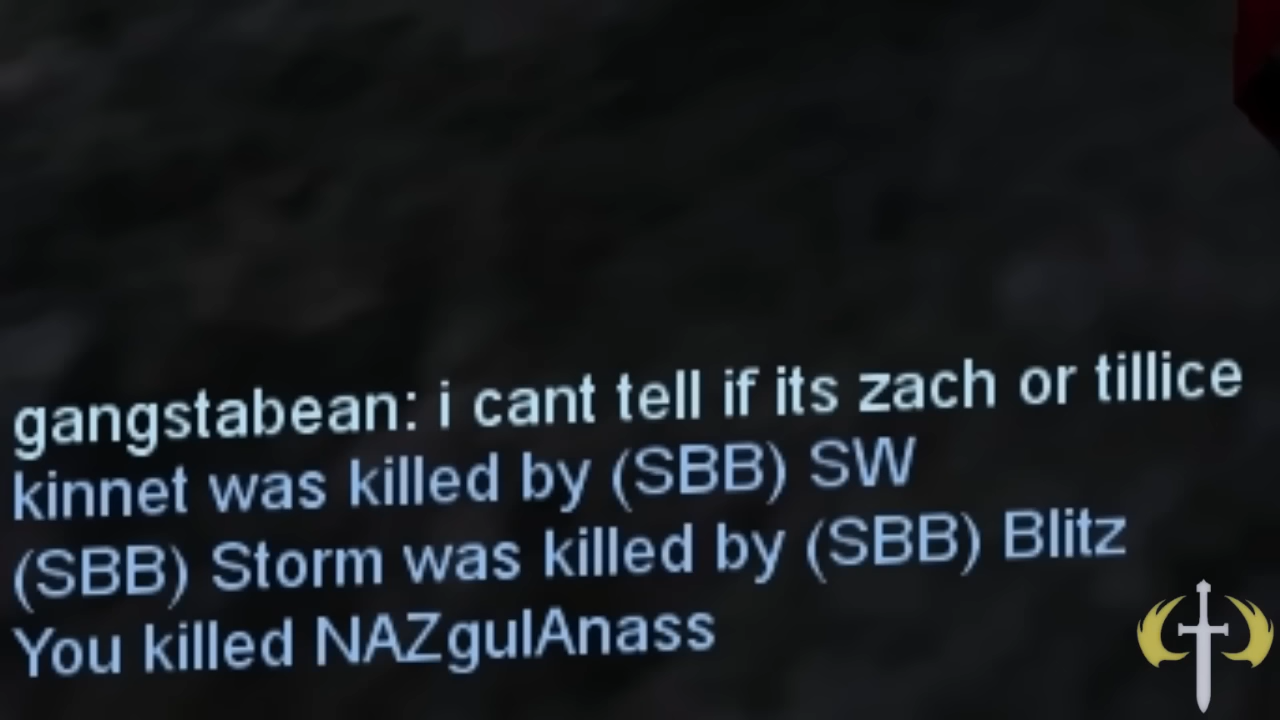 gangstabean: i cant tell if its zach or tillice
kinnet was killed by (SBB) SW
(SBB) Storm was killed by (SBB) Blitz
You killed NAZgulAnass